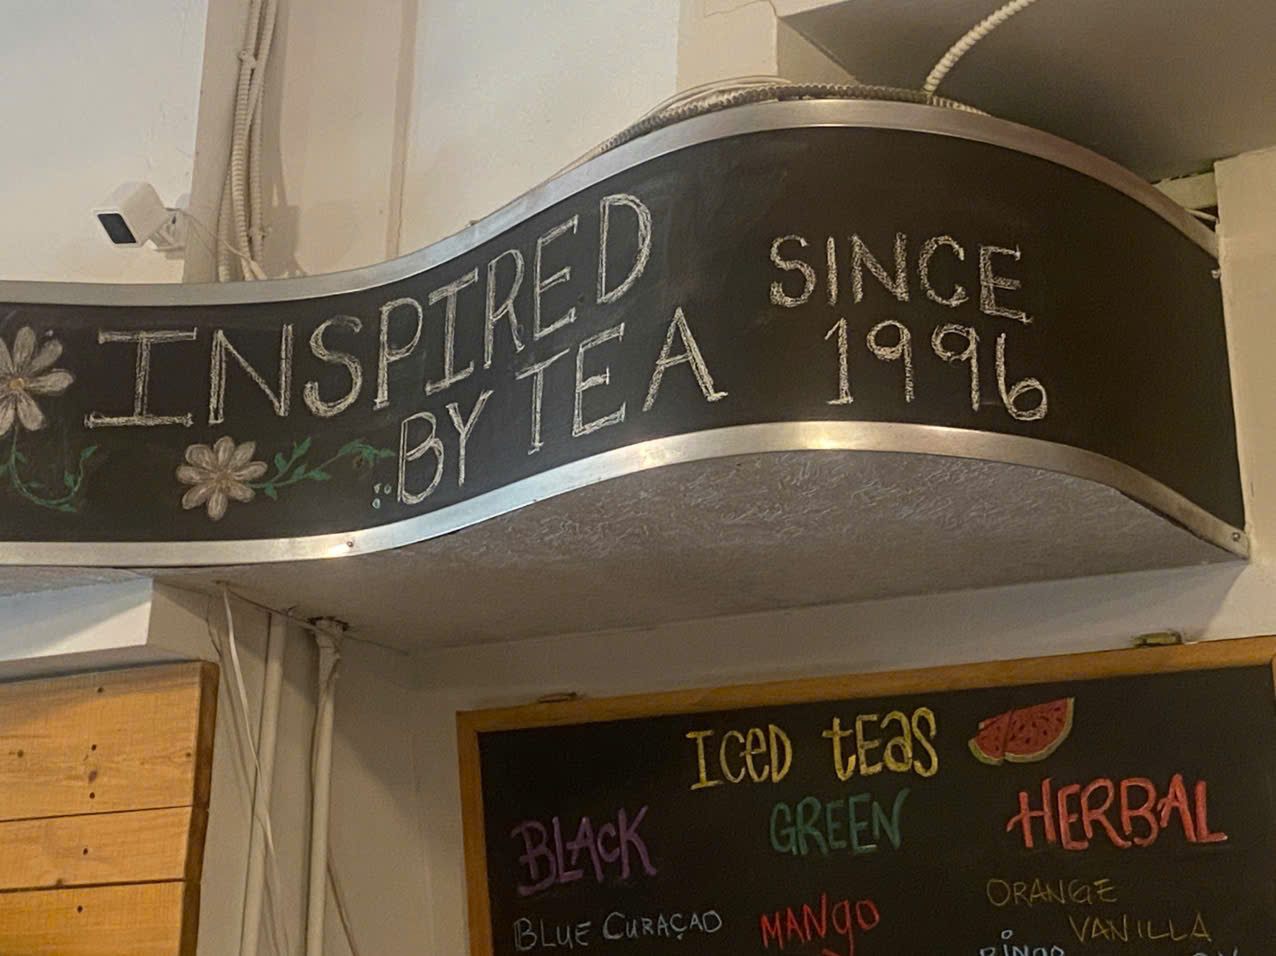 INSPIRED
BY TEA
SINCE
1996
ICED TEAS
BLACK
GREEN
HERBAL
BLUE CURAÇAO
MANGO
ORANGE
VANILLA